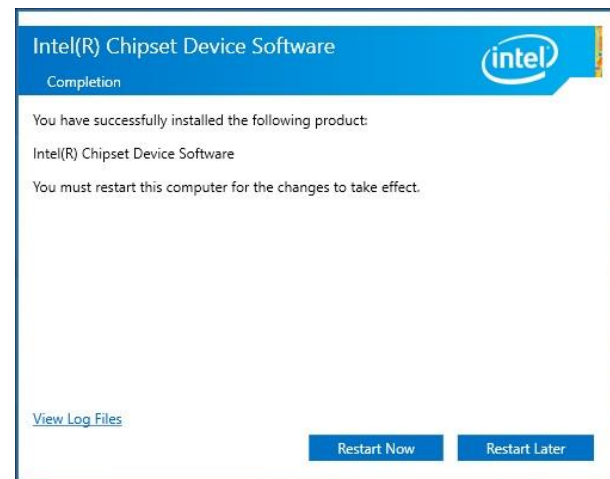 Intel(R) Chipset Device Software
intel
Completion
You have successfully installed the following product:
Intel(R) Chipset Device Software
You must restart this computer for the changes to take effect.
View Log Files
Restart Now
Restart Later